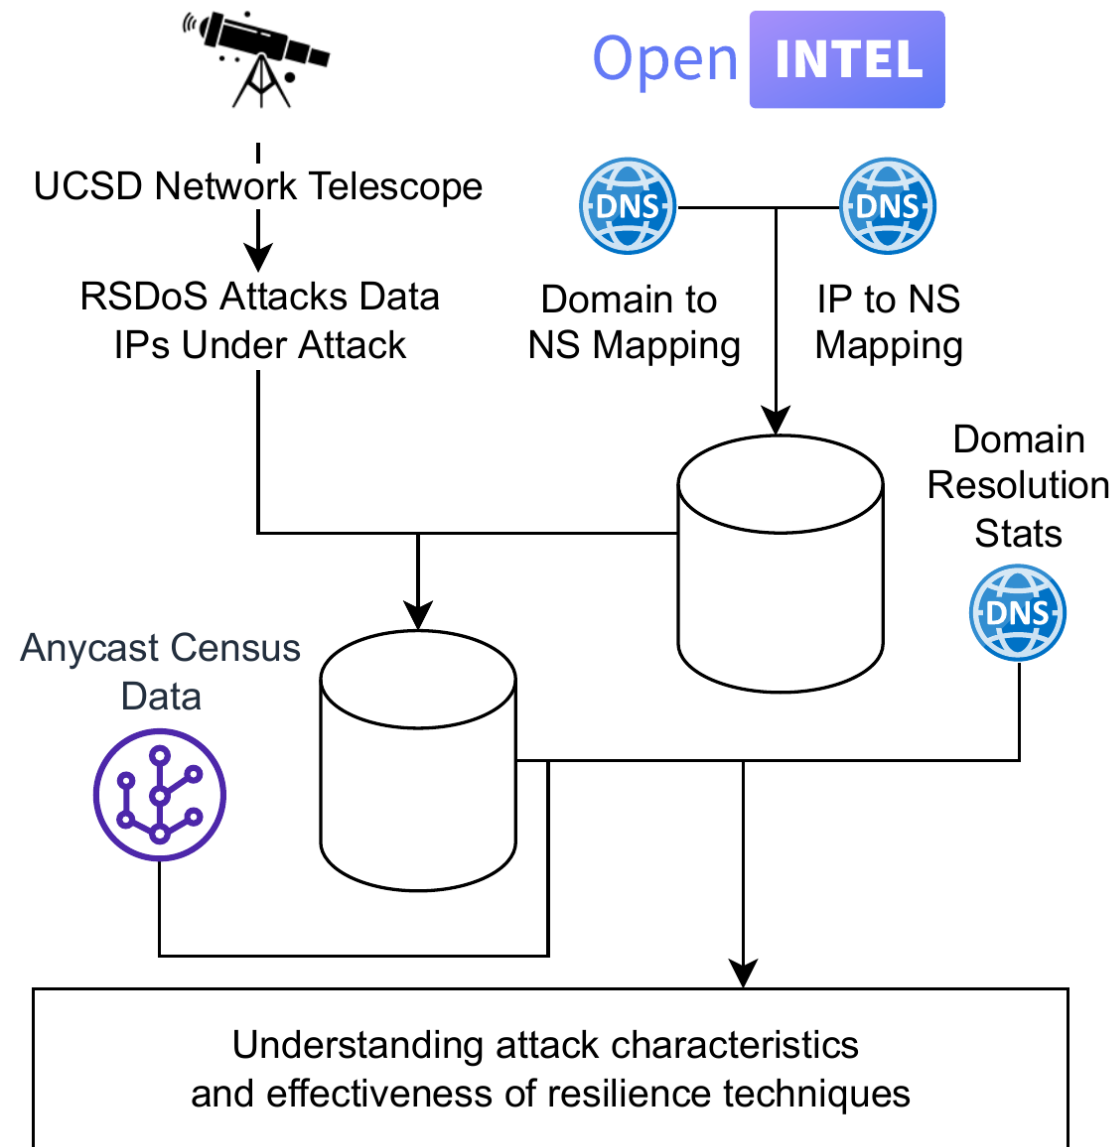 Open INTEL
UCSD Network Telescope
DNS
DNS
RSDoS Attacks Data
IPs Under Attack
Domain to
NS Mapping
IP to NS
Mapping
Domain
Resolution
Stats
DNS
Anycast Census
Data
Understanding attack characteristics
and effectiveness of resilience techniques